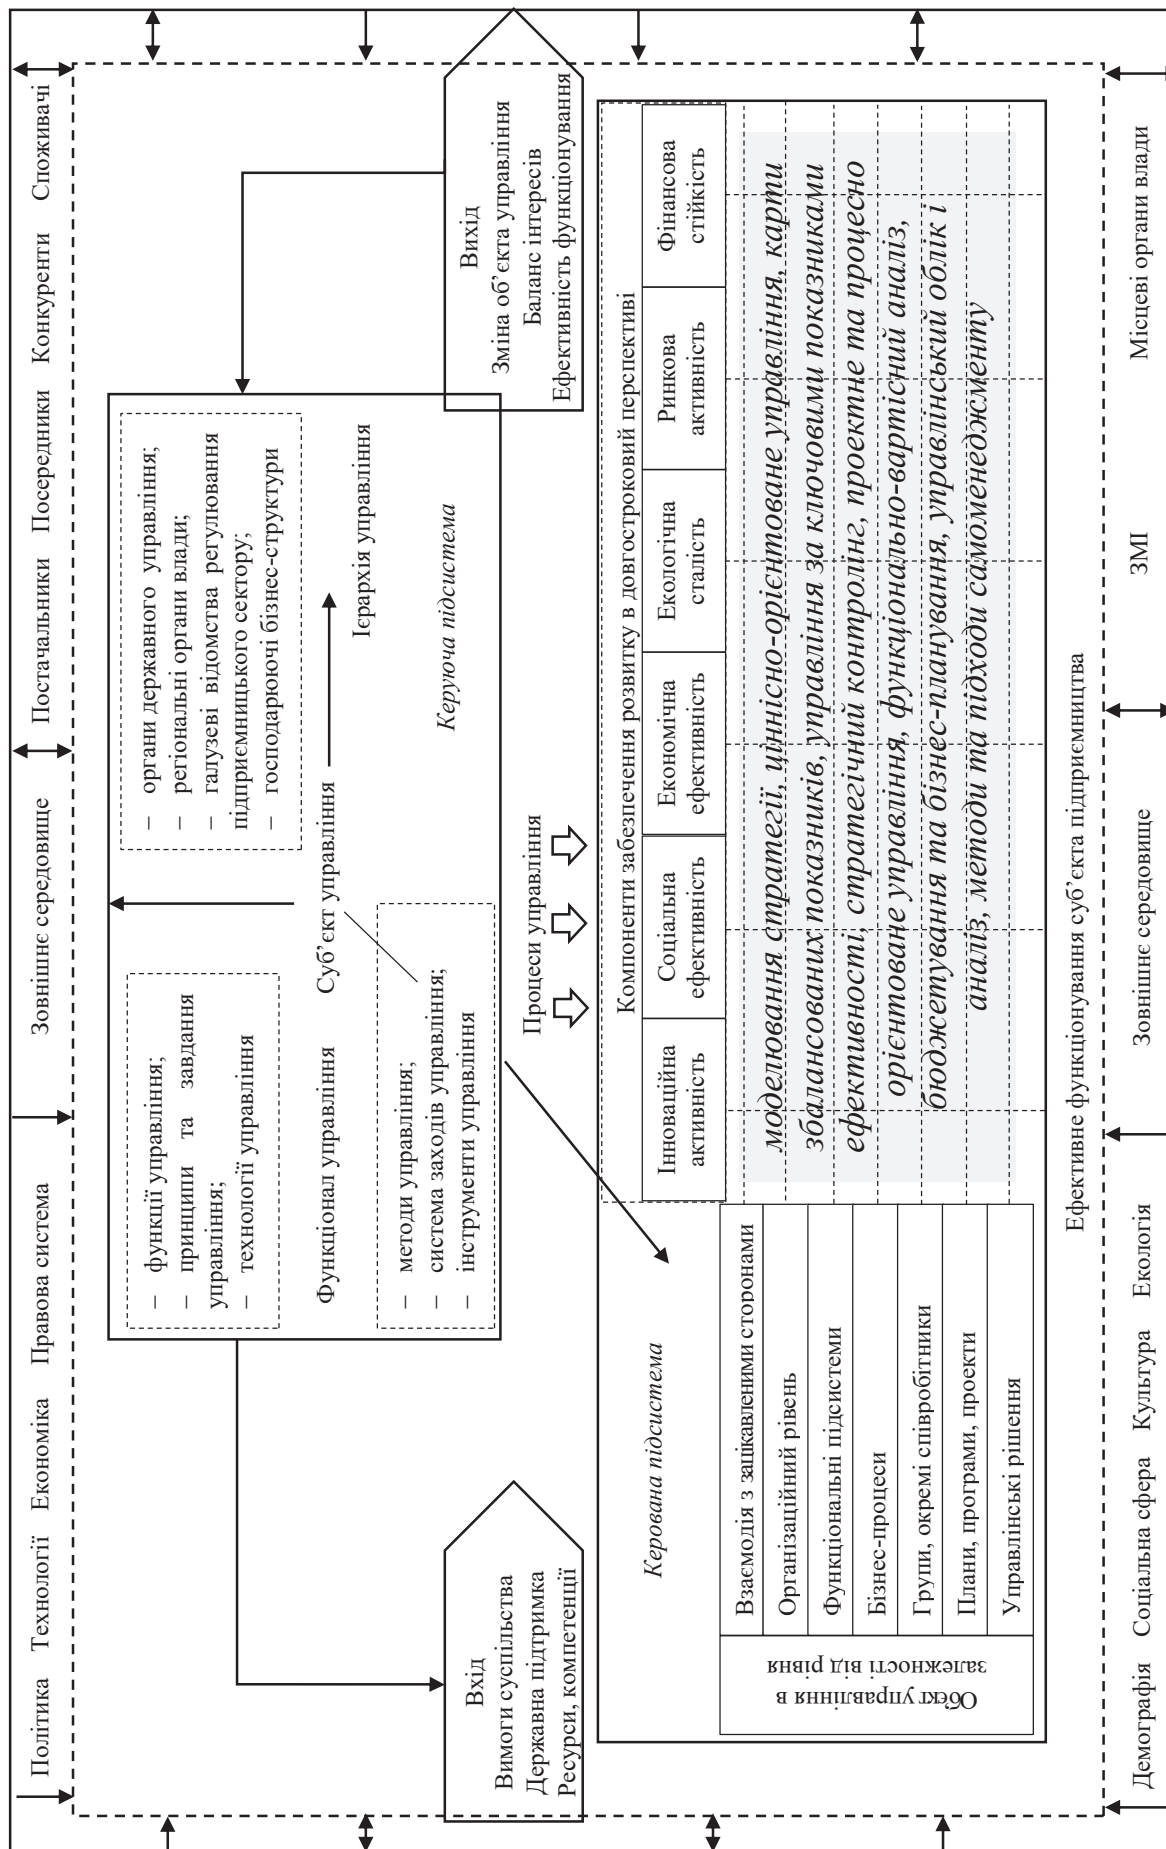 Політика Технології Економіка Правова система Зовнішнє середовище Постачальники Посередники Конкуренти Споживачі
– функції управління;
– принципи та завдання
управління;
– технології управління
– органи державного управління;
– регіональні органи влади;
– галузеві відомства регулювання
підприємницького сектору;
– господарюючі бізнес-структури
Функціонал управління
Суб’єкт управління
Ієрархія управління
– методи управління;
– система заходів управління;
– інструменти управління
Керуюча підсистема
Вхід
Вимоги суспільства
Державна підтримка
Ресурси, компетенції
Процеси управління
Вихід
Зміна об’єкта управління
Баланс інтересів
Ефективність функціонування
Керована підсистема
Компоненти забезпечення розвитку в довгостроковій перспективі
Інноваційна
активність
Соціальна
ефективність
Економічна
ефективність
Екологічна
сталість
Ринкова
активність
Фінансова
стійкість
Об’єкт управління в
залежності від рівня
Взаємодія з зацікавленими сторонами
Організаційний рівень
Функціональні підсистеми
Бізнес-процеси
Групи, окремі співробітники
Плани, програми, проекти
Управлінські рішення
моделювання стратегії, ціннісно-орієнтоване управління, карти
збалансованих показників, управління за ключовими показниками
ефективності, стратегічний контролінг, проектне та процесно
орієнтоване управління, функціонально-вартісний аналіз,
бюджетування та бізнес-планування, управлінський облік і
аналіз, методи та підходи самоменеджменту
Ефективне функціонування суб’єкта підприємництва
Демографія Соціальна сфера Культура Екологія Зовнішнє середовище ЗМІ Місцеві органи влади